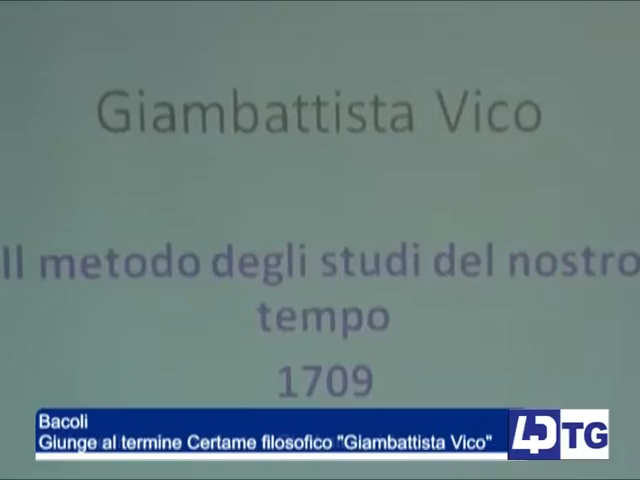 Giambattista Vico
Il metodo degli studi del nostro
tempo
1709
Bacoli
Giunge al termine Certame filosofico "Giambattista Vico"
TG